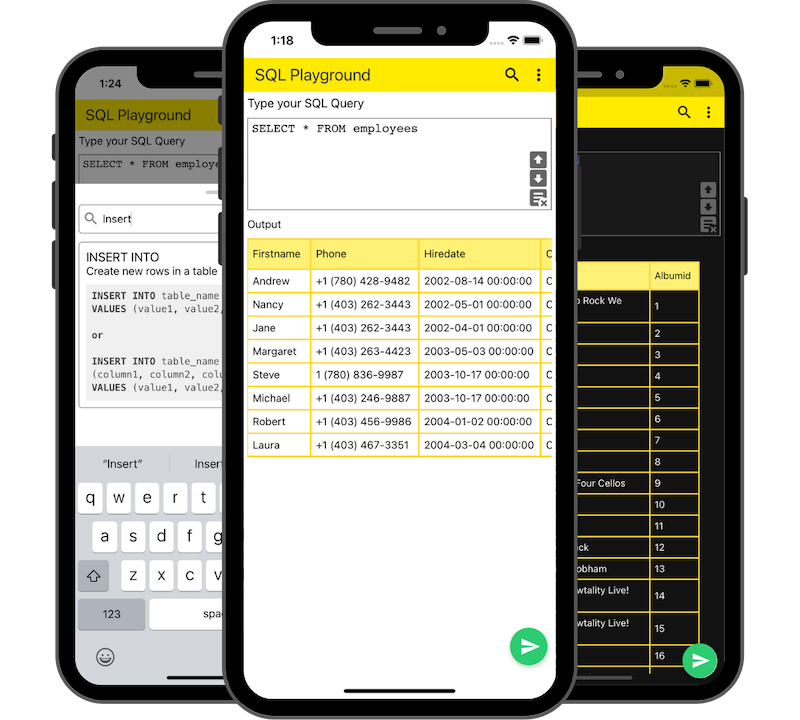 1:24
SQL Playground
Type your SQL Query
SELECT * FROM employe
Insert
INSERT INTO
Create new rows in a table
INSERT INTO table_name
VALUES (value1, value2,
or
INSERT INTO table_name
(column1, column2, colu
VALUES (value1, value2,
"Insert" Inser
q w e r t
a s d f g
z x c v
123 spac
1:18
SQL Playground
Type your SQL Query
SELECT * FROM employees
Output
Firstname Phone Hiredate C
Andrew +1 (780) 428-9482 2002-08-14 00:00:00 C
Nancy +1 (403) 262-3443 2002-05-01 00:00:00 C
Jane +1 (403) 262-3443 2002-04-01 00:00:00 C
Margaret +1 (403) 263-4423 2003-05-03 00:00:00 C
Steve 1 (780) 836-9987 2003-10-17 00:00:00 C
Michael +1 (403) 246-9887 2003-10-17 00:00:00 C
Robert +1 (403) 456-9986 2004-01-02 00:00:00 C
Laura +1 (403) 467-3351 2004-03-04 00:00:00 C
Albumid
o Rock We 1
2
3
4
5
6
7
8
Four Cellos 9
10
11
ck 12
obham 13
wtality Live! 14
wtality Live! 15
16